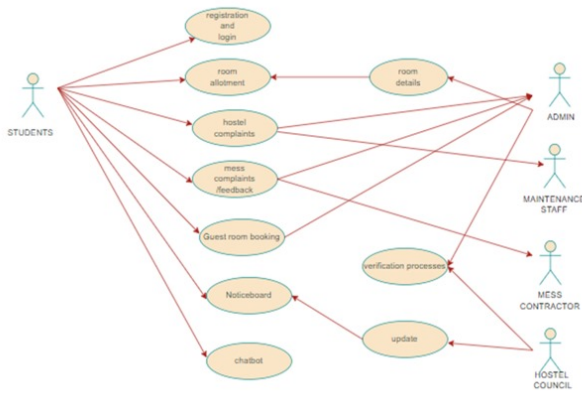 registration
and
login
room
allotment
room
details
STUDENTS
ADMIN
hostel
complaints
mess
complaints
/feedback
MAINTENANCE
STAFF
Guest room booking
verification processes
MESS
CONTRACTOR
Noticeboard
update
chatbot
HOSTEL
COUNCIL